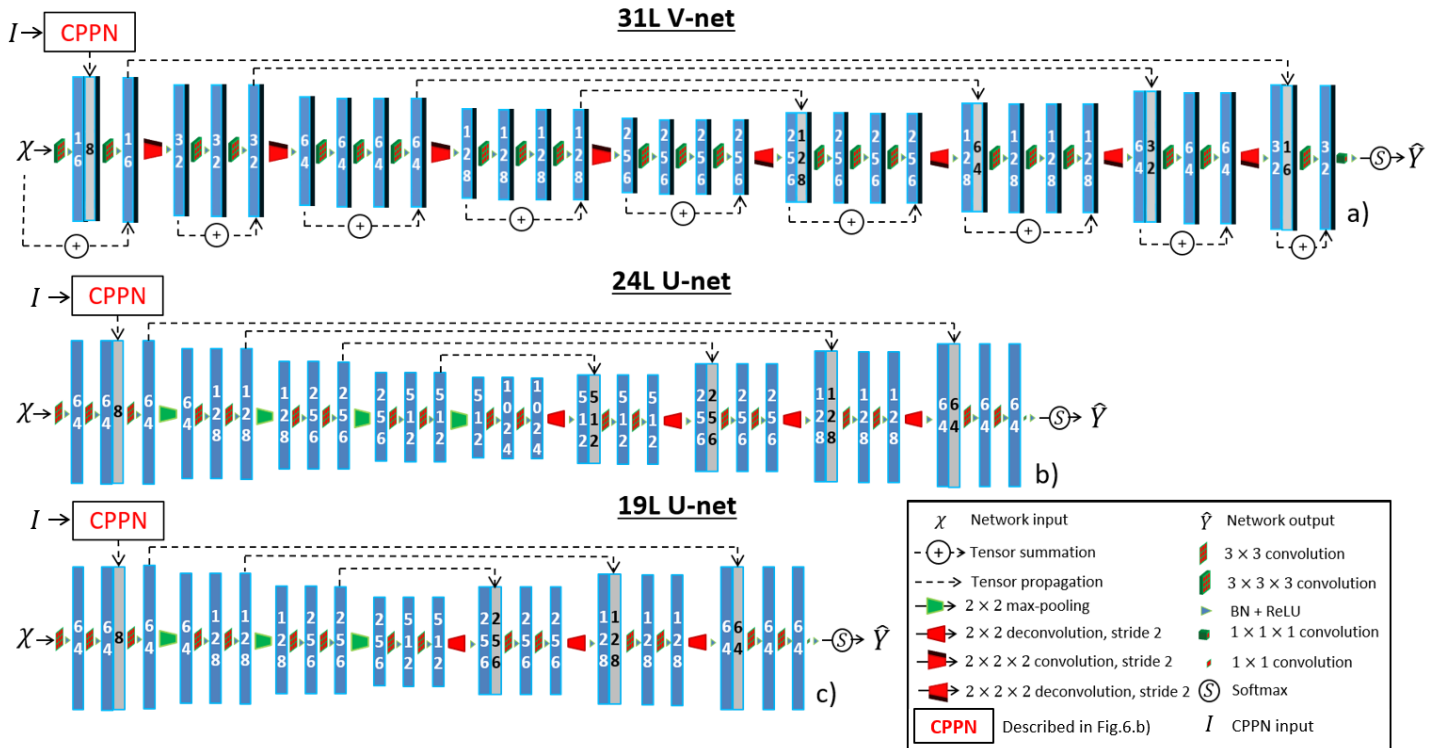 31L V-net
I CPPN
χ 16 8 16 32 32 32 64 64 64 64 128 128 128 128 256 256 256 256 256 128 256 256 256 128 64 128 128 128 64 32 64 64 32 16 32 S Ŷ
+ + + + + + + + +
a)
24L U-net
I CPPN
χ 64 64 8 64 64 128 128 128 256 256 256 512 512 512 1024 1024 512 512 512 512 256 256 256 256 128 128 128 128 64 64 64 64 S Ŷ
b)
19L U-net
I CPPN
χ 64 64 8 64 64 128 128 128 256 256 256 512 512 256 256 256 256 128 128 128 128 64 64 64 64 S Ŷ
c)
χ Network input
Ŷ Network output
+ Tensor summation
3 × 3 convolution
Tensor propagation
3 × 3 × 3 convolution
2 × 2 max-pooling
BN + ReLU
2 × 2 deconvolution, stride 2
1 × 1 × 1 convolution
2 × 2 × 2 convolution, stride 2
1 × 1 convolution
2 × 2 × 2 deconvolution, stride 2
S Softmax
CPPN Described in Fig.6.b)
I CPPN input